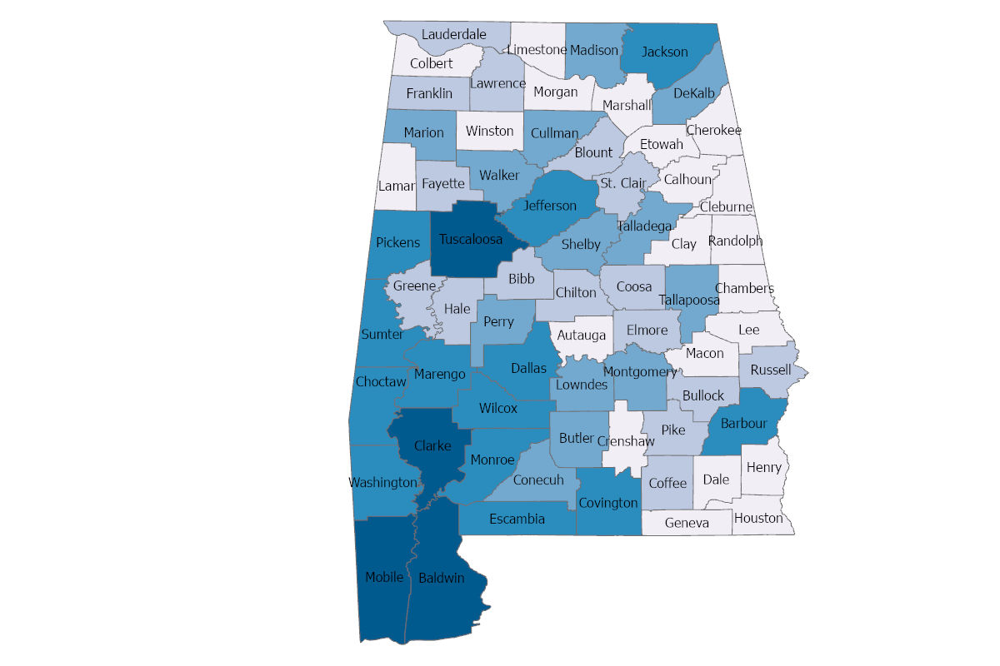 Lauderdale
Limestone
Madison
Jackson
Colbert
Lawrence
Franklin
Morgan
DeKalb
Marshall
Cherokee
Marion
Winston
Cullman
Etowah
Blount
Lamar
Fayette
Walker
St. Clair
Calhoun
Jefferson
Cleburne
Talladega
Pickens
Tuscaloosa
Shelby
Clay
Randolph
Greene
Bibb
Chilton
Coosa
Tallapoosa
Chambers
Hale
Perry
Sumter
Autauga
Elmore
Lee
Macon
Marengo
Dallas
Montgomery
Russell
Choctaw
Lowndes
Bullock
Wilcox
Barbour
Clarke
Butler
Crenshaw
Pike
Monroe
Henry
Washington
Conecuh
Coffee
Dale
Covington
Escambia
Geneva
Houston
Mobile
Baldwin